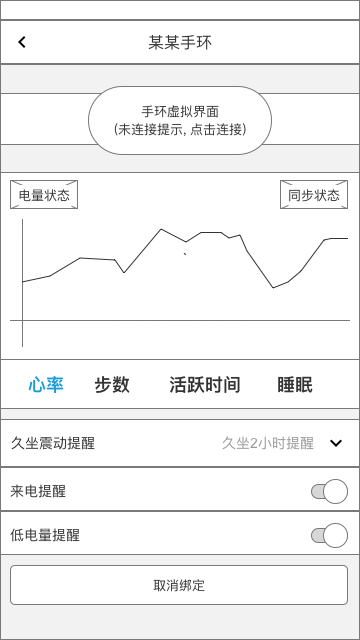 某某手环
手环虚拟界面
(未连接提示, 点击连接)
电量状态
同步状态
心率 步数 活跃时间 睡眠
久坐震动提醒 久坐2小时提醒
来电提醒
低电量提醒
取消绑定